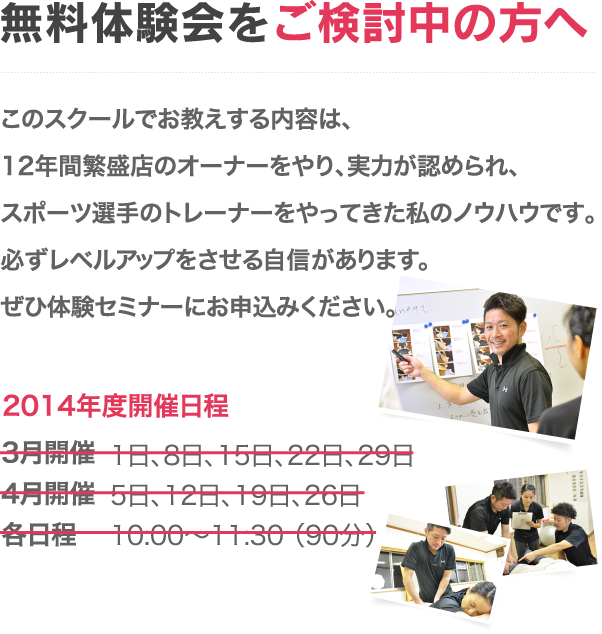 無料体験会をご検討中の方へ
このスクールでお教えする内容は、
12年間繁盛店のオーナーをやり、実力が認められ、
スポーツ選手のトレーナーをやってきた私のノウハウです。
必ずレベルアップをさせる自信があります。
ぜひ体験セミナーにお申込みください。
2014年度開催日程
3月開催 1日、8日、15日、22日、29日
4月開催 5日、12日、19日、26日
各日程 10.00〜11.30（90分）